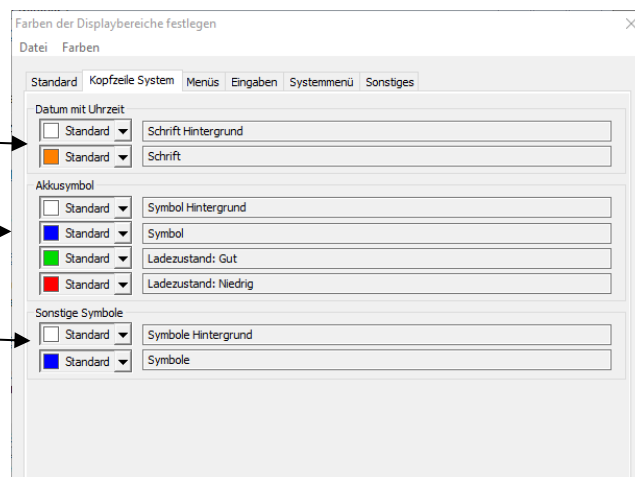 Farben der Displaybereiche festlegen
Datei Farben
Standard Kopfzeile System Menüs Eingaben Systemmenü Sonstiges
Datum mit Uhrzeit
Standard Schrift Hintergrund
Standard Schrift
Akkusymbol
Standard Symbol Hintergrund
Standard Symbol
Standard Ladezustand: Gut
Standard Ladezustand: Niedrig
Sonstige Symbole
Standard Symbole Hintergrund
Standard Symbole